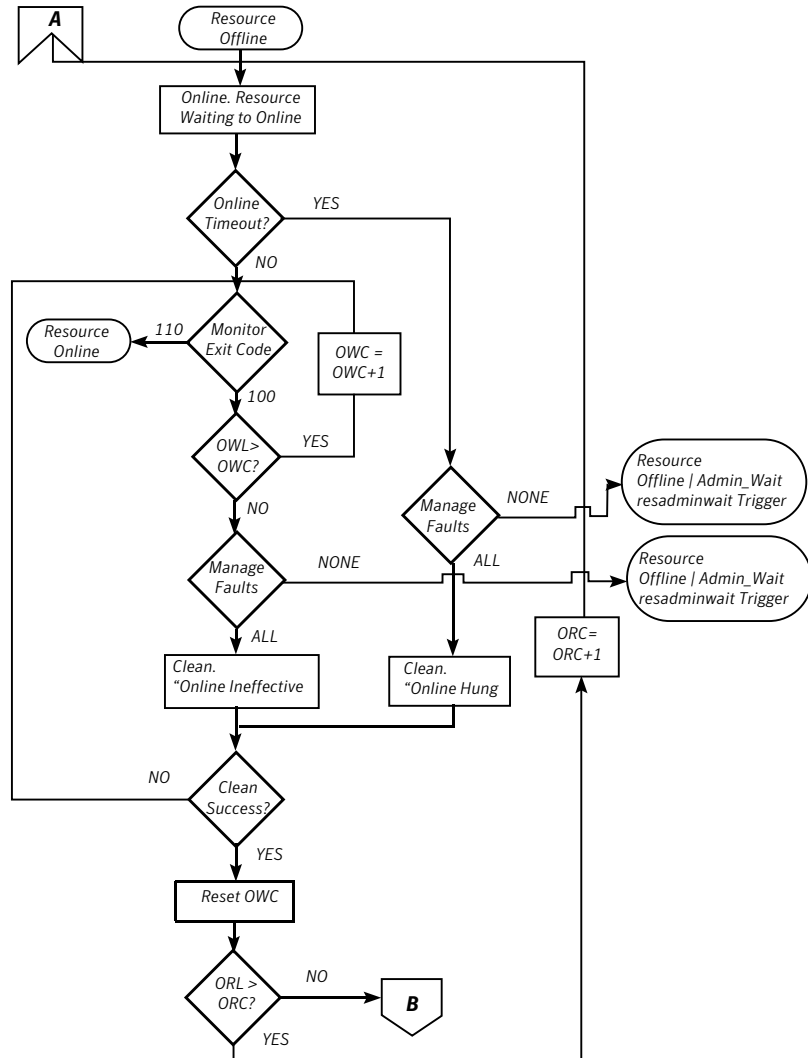 A
Resource
Offline
Online. Resource
Waiting to Online
Online
Timeout?
YES
NO
Resource
Online
110
Monitor
Exit Code
OWC =
OWC+1
100
OWL>
OWC?
YES
NO
Manage
Faults
NONE
Resource
Offline | Admin_Wait
resadminwait Trigger
ALL
Manage
Faults
NONE
Resource
Offline | Admin_Wait
resadminwait Trigger
ALL
ORC=
ORC+1
Clean.
“Online Ineffective
Clean.
“Online Hung
NO
Clean
Success?
YES
Reset OWC
ORL >
ORC?
NO
B
YES